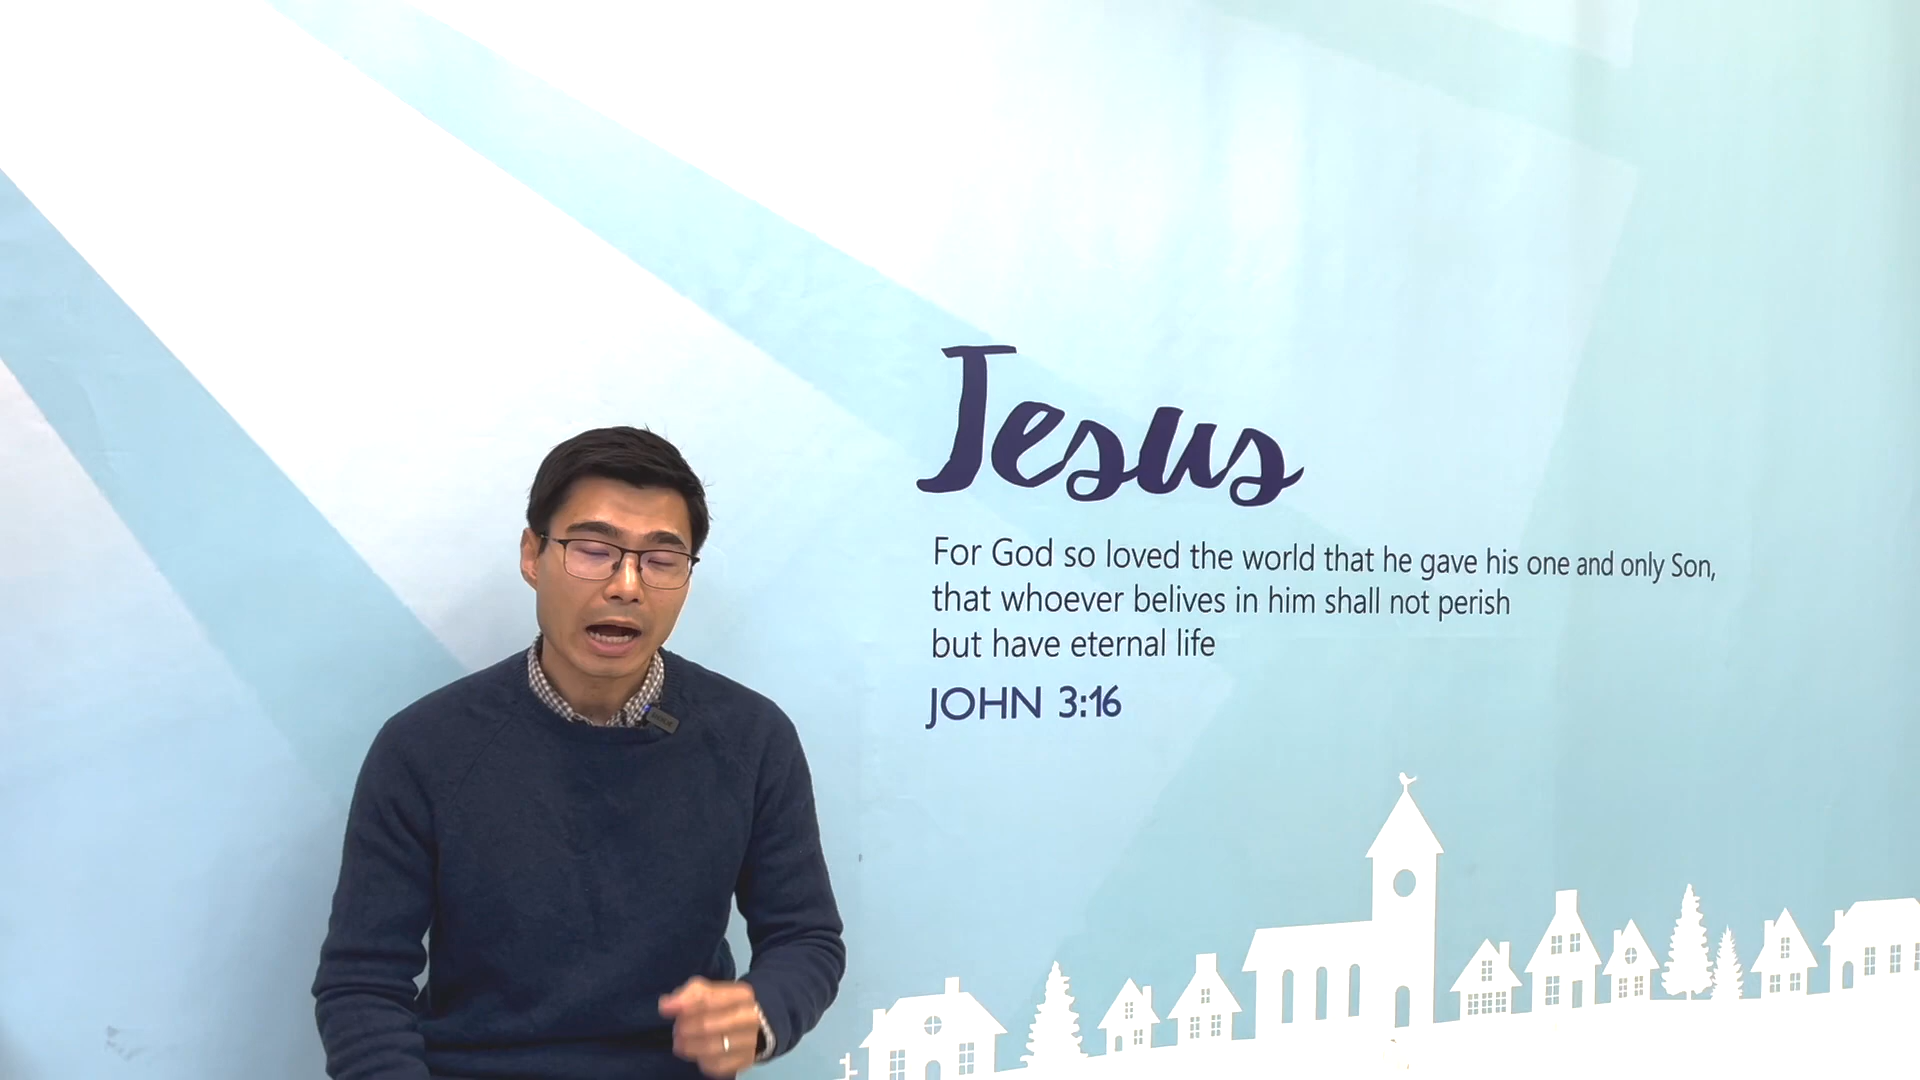 Jesus
For God so loved the world that he gave his one and only Son,
that whoever belives in him shall not perish
but have eternal life
JOHN 3:16